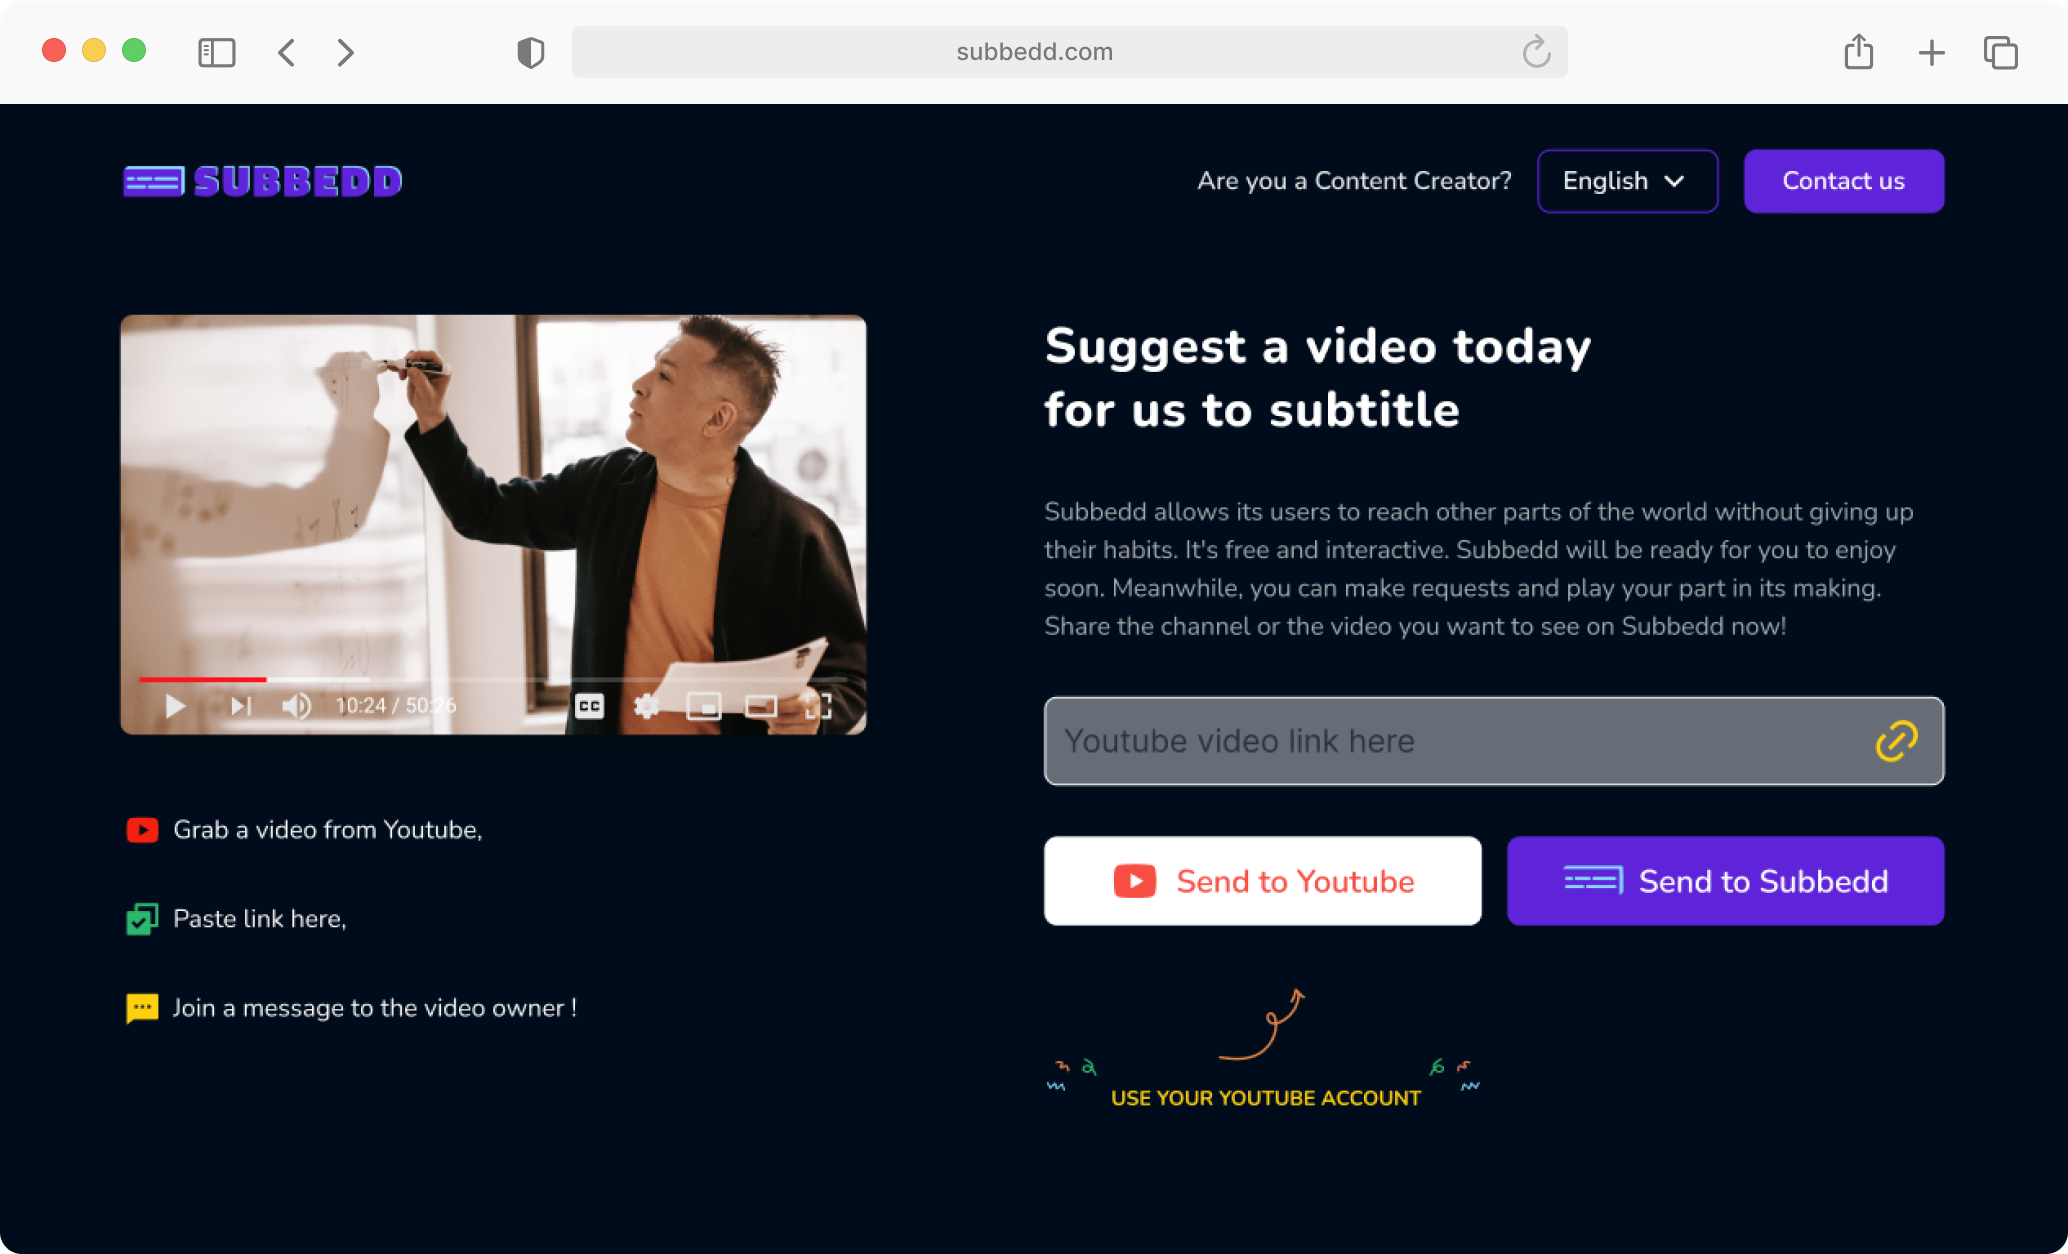 subbedd.com
SUBBEDD
Are you a Content Creator?
English
Contact us
10:24 / 50:26
CC
Suggest a video today
for us to subtitle
Subbedd allows its users to reach other parts of the world without giving up
their habits. It's free and interactive. Subbedd will be ready for you to enjoy
soon. Meanwhile, you can make requests and play your part in its making.
Share the channel or the video you want to see on Subbedd now!
Youtube video link here
Send to Youtube
Send to Subbedd
Grab a video from Youtube,
Paste link here,
Join a message to the video owner !
USE YOUR YOUTUBE ACCOUNT